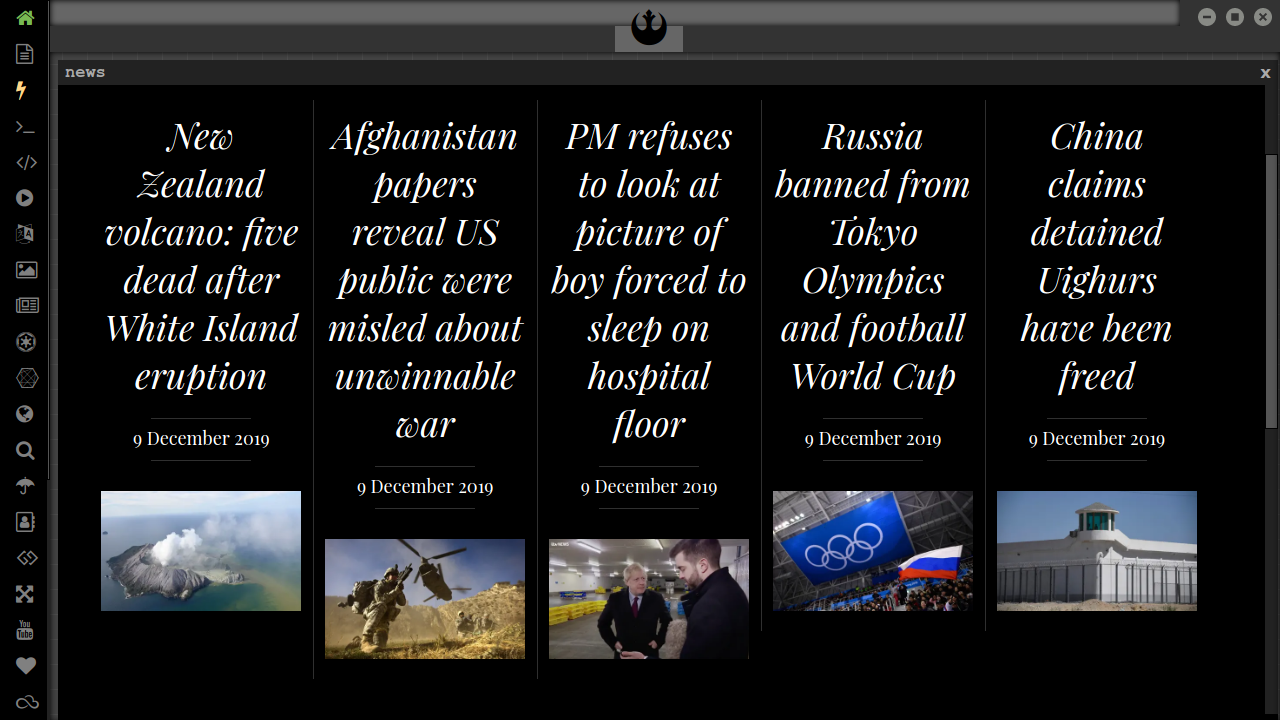 news
x
New
Zealand
volcano: five
dead after
White Island
eruption
9 December 2019
Afghanistan
papers
reveal US
public were
misled about
unwinnable
war
9 December 2019
PM refuses
to look at
picture of
boy forced to
sleep on
hospital
floor
9 December 2019
Russia
banned from
Tokyo
Olympics
and football
World Cup
9 December 2019
China
claims
detained
Uighurs
have been
freed
9 December 2019
You
Tube